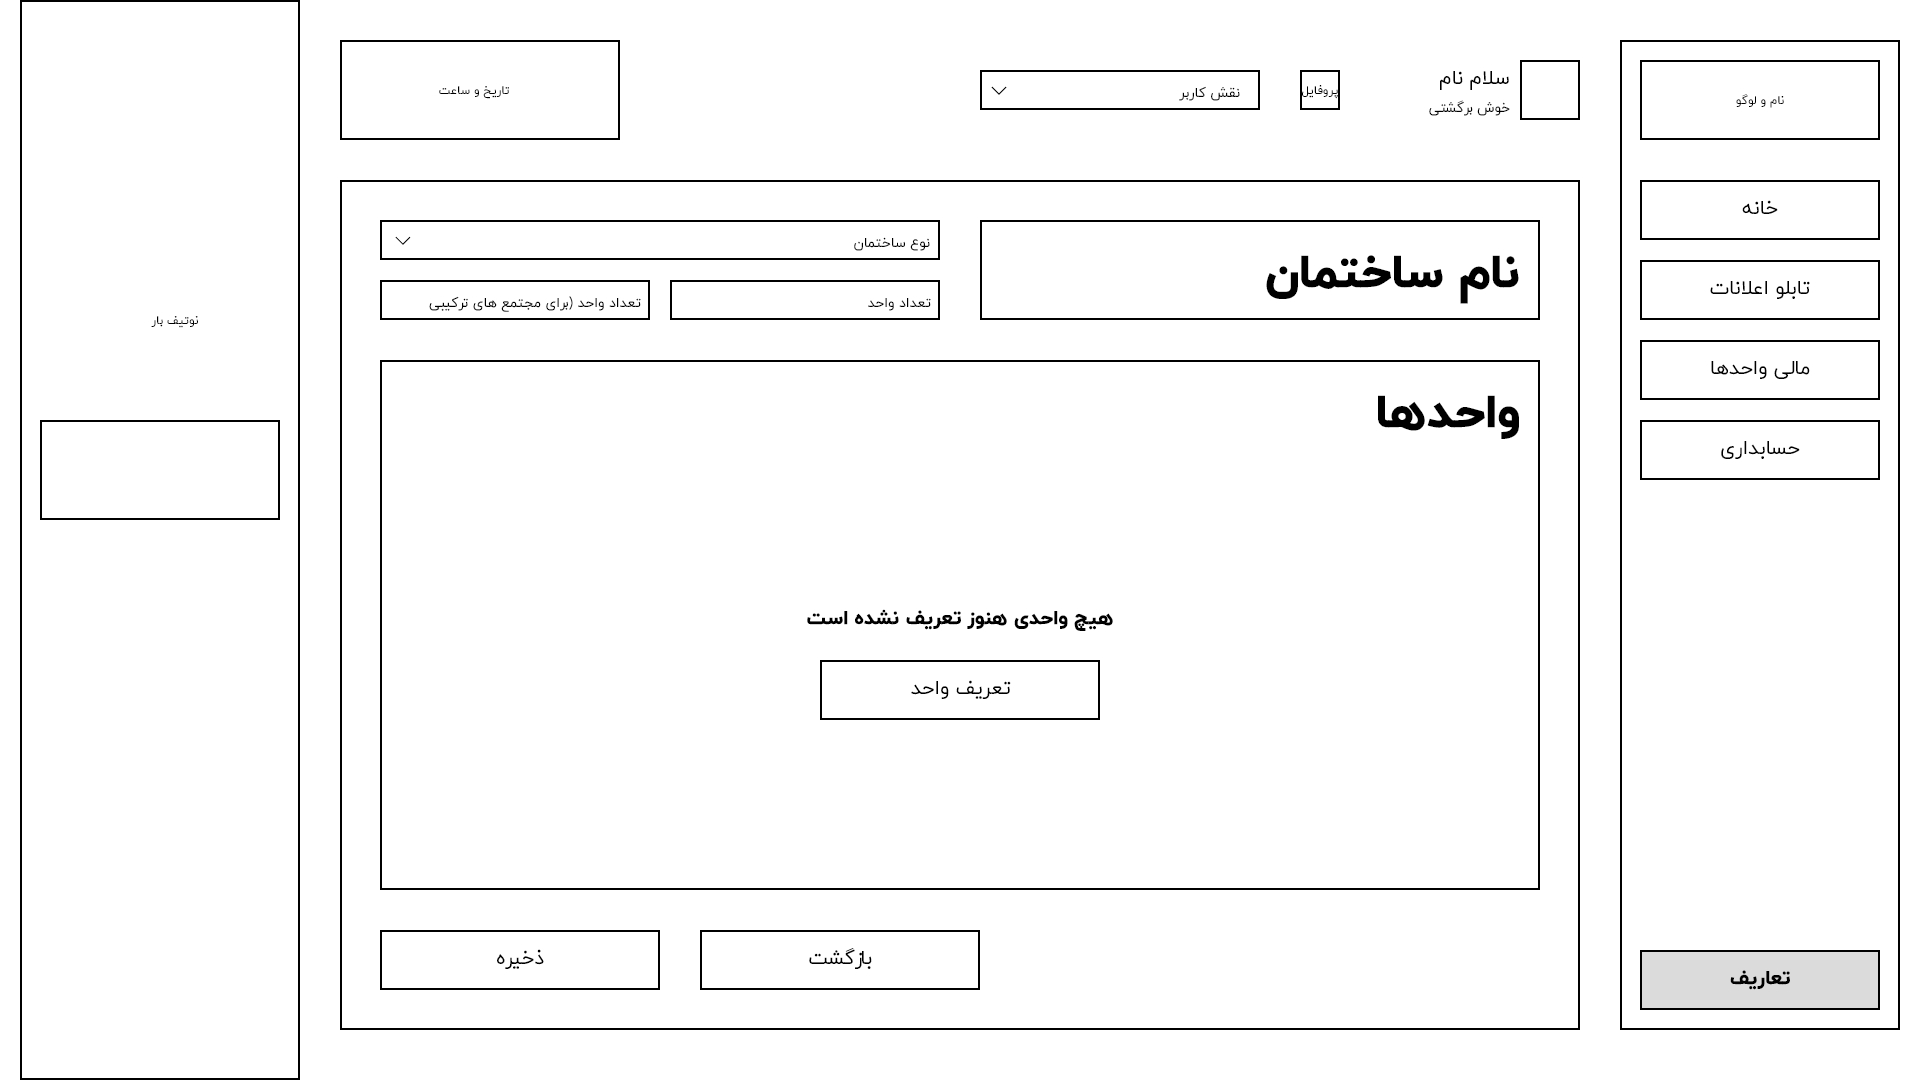 نام و لوگو
خانه
تابلو اعلانات
مالی واحدها
حسابداری
تعاریف
سلام نام
خوش برگشتی
پروفایل
نقش کاربر
تاریخ و ساعت
نام ساختمان
نوع ساختمان
تعداد واحد
تعداد واحد (برای مجتمع های ترکیبی
واحدها
هیچ واحدی هنوز تعریف نشده است
تعریف واحد
بازگشت
ذخیره
نوتیف بار